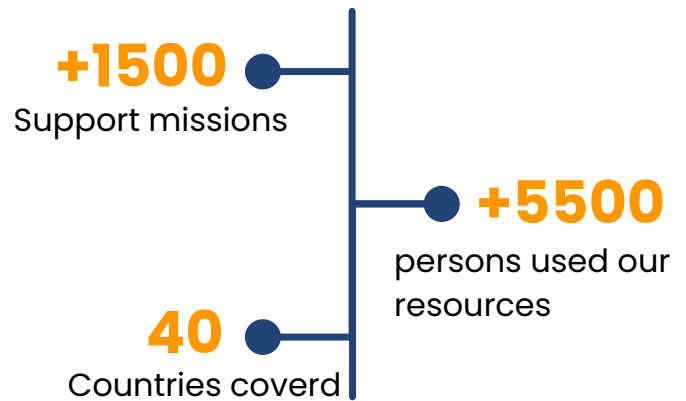 +1500
Support missions
+5500
persons used our
resources
40
Countries coverd